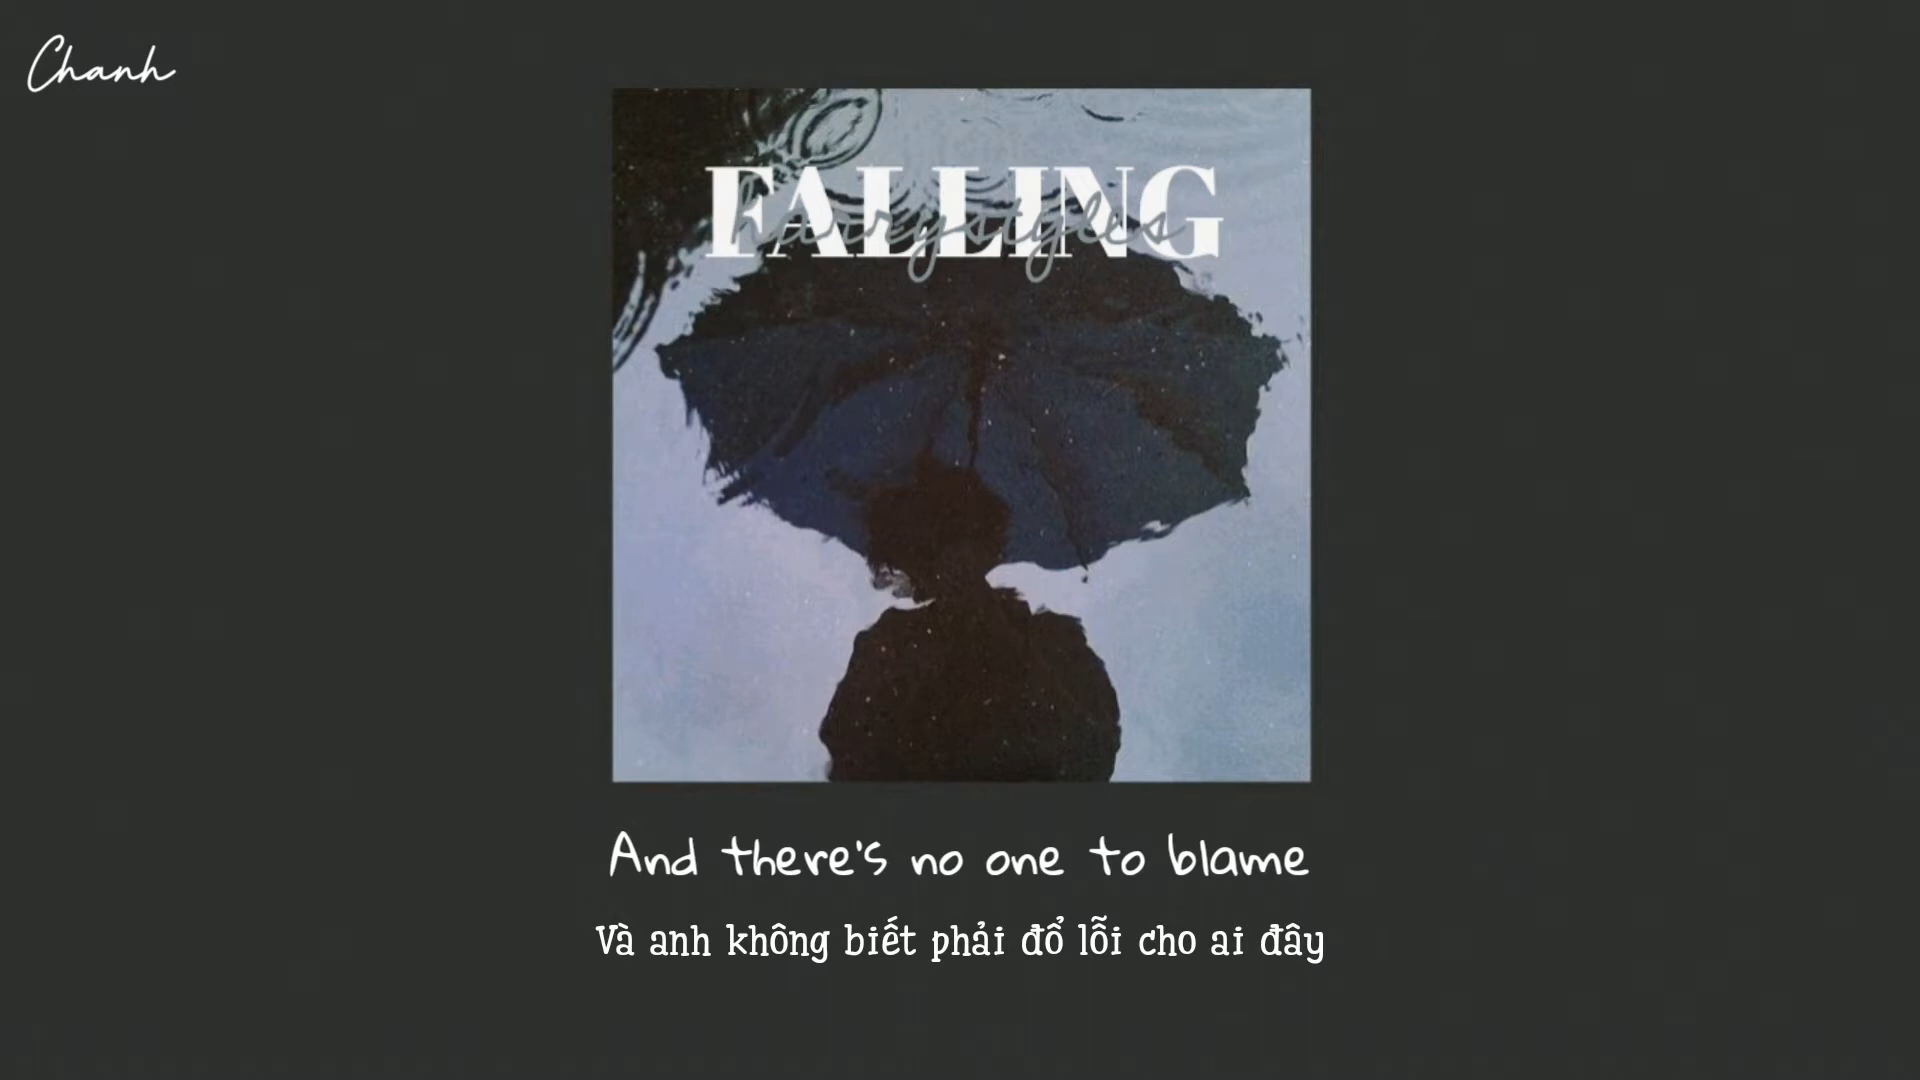 Chanh
FALLING
harry styles
And there's no one to blame
Và anh không biết phải đổ lỗi cho ai đây